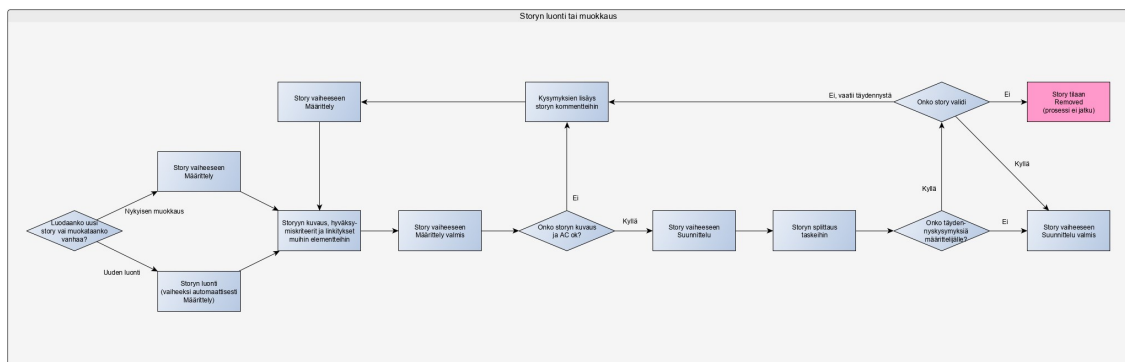 Storyn luonti tai muokkaus
Story vaiheeseen
Määrittely
Kysymyksien lisäys
storyn kommentteihin
Ei, vaatii täydennystä
Onko story validi
Ei
Story tilaan
Removed
(prosessi ei jatku)
Story vaiheeseen
Määrittely
Kyllä
Ei
Kyllä
Nykyisen muokkaus
Luodaanko uusi
story vai muokataanko
vanhaa?
Storyyn kuvaus, hyväksy-
miskriteerit ja linkitykset
muihin elementteihin
Story vaiheeseen
Määrittely valmis
Onko storyn kuvaus
ja AC ok?
Kyllä
Story vaiheeseen
Suunnittelu
Storyn splittaus
taskeihin
Onko täyden-
nyskysymyksiä
määrittelijälle?
Ei
Story vaiheeseen
Suunnittelu valmis
Uuden luonti
Storyn luonti
(vaiheeksi automaattisesti
Määrittely)